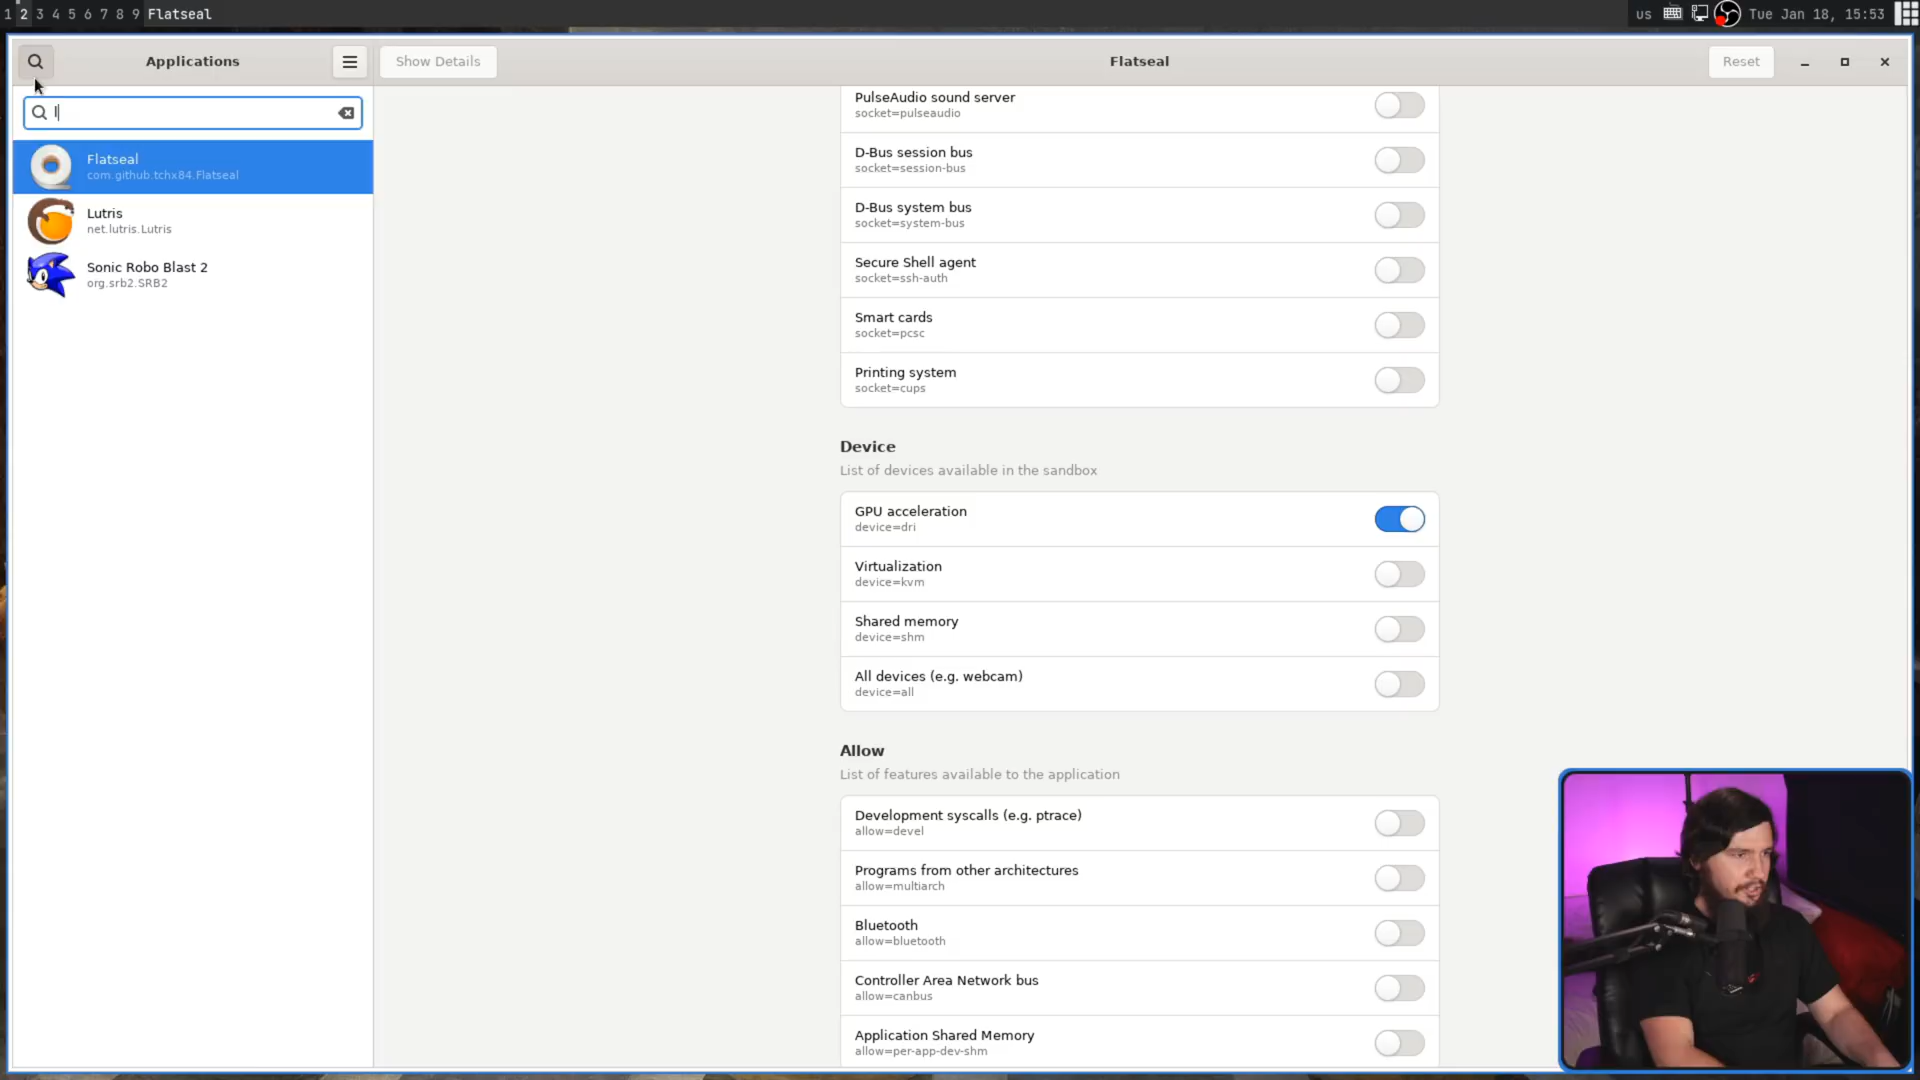 1 2 3 4 5 6 7 8 9 Flatseal
us
Tue Jan 18, 15:53
Applications
Show Details
Flatseal
Reset
l
Flatseal
com.github.tchx84.Flatseal
Lutris
net.lutris.Lutris
Sonic Robo Blast 2
org.srb2.SRB2
PulseAudio sound server
socket=pulseaudio
D-Bus session bus
socket=session-bus
D-Bus system bus
socket=system-bus
Secure Shell agent
socket=ssh-auth
Smart cards
socket=pcsc
Printing system
socket=cups
Device
List of devices available in the sandbox
GPU acceleration
device=dri
Virtualization
device=kvm
Shared memory
device=shm
All devices (e.g. webcam)
device=all
Allow
List of features available to the application
Development syscalls (e.g. ptrace)
allow=devel
Programs from other architectures
allow=multiarch
Bluetooth
allow=bluetooth
Controller Area Network bus
allow=canbus
Application Shared Memory
allow=per-app-dev-shm